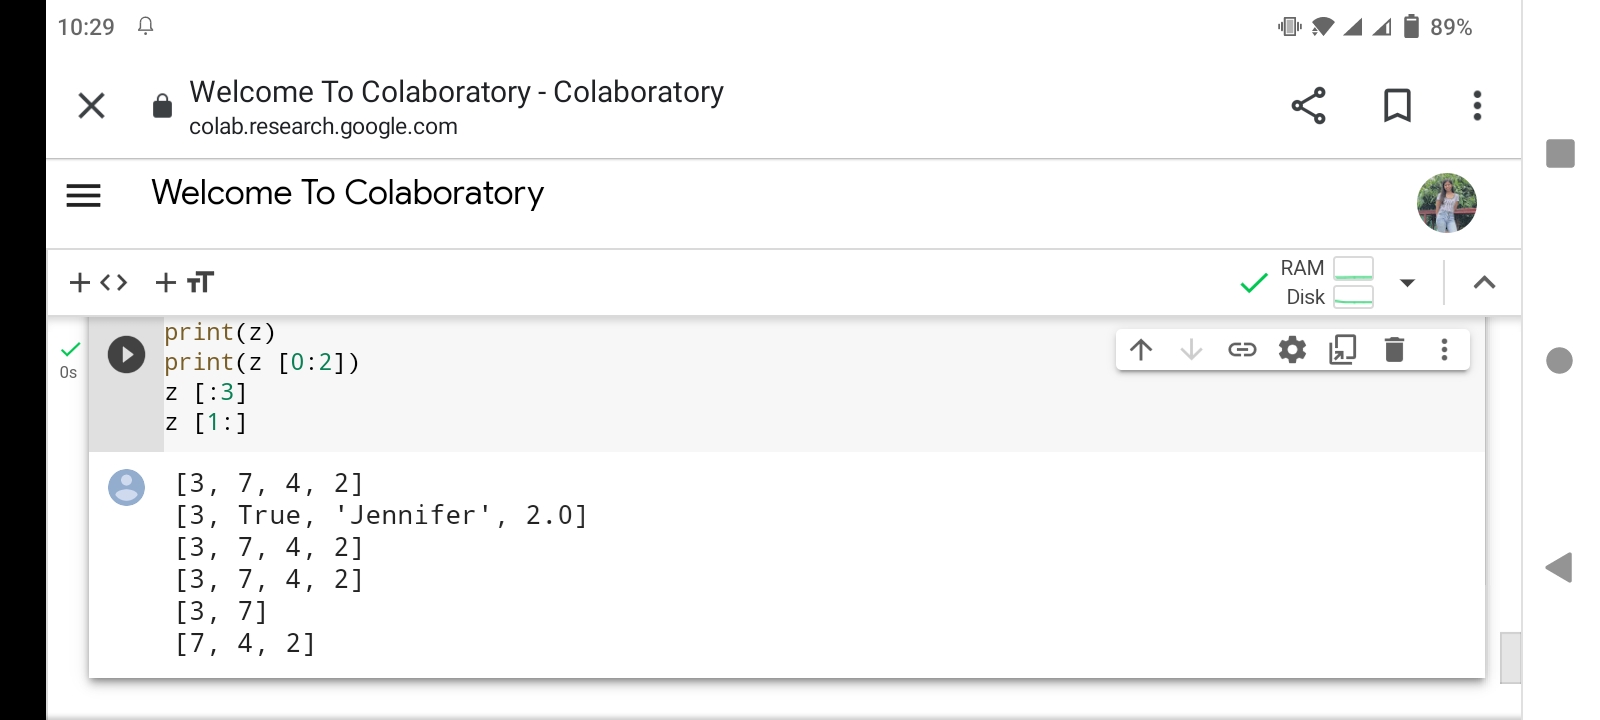 10:29
89%
Welcome To Colaboratory - Colaboratory
colab.research.google.com
Welcome To Colaboratory
+ <> + TT
RAM
Disk
print(z)
print(z [0:2])
0s
z [:3]
z [1:]
[3, 7, 4, 2]
[3, True, 'Jennifer', 2.0]
[3, 7, 4, 2]
[3, 7, 4, 2]
[3, 7]
[7, 4, 2]